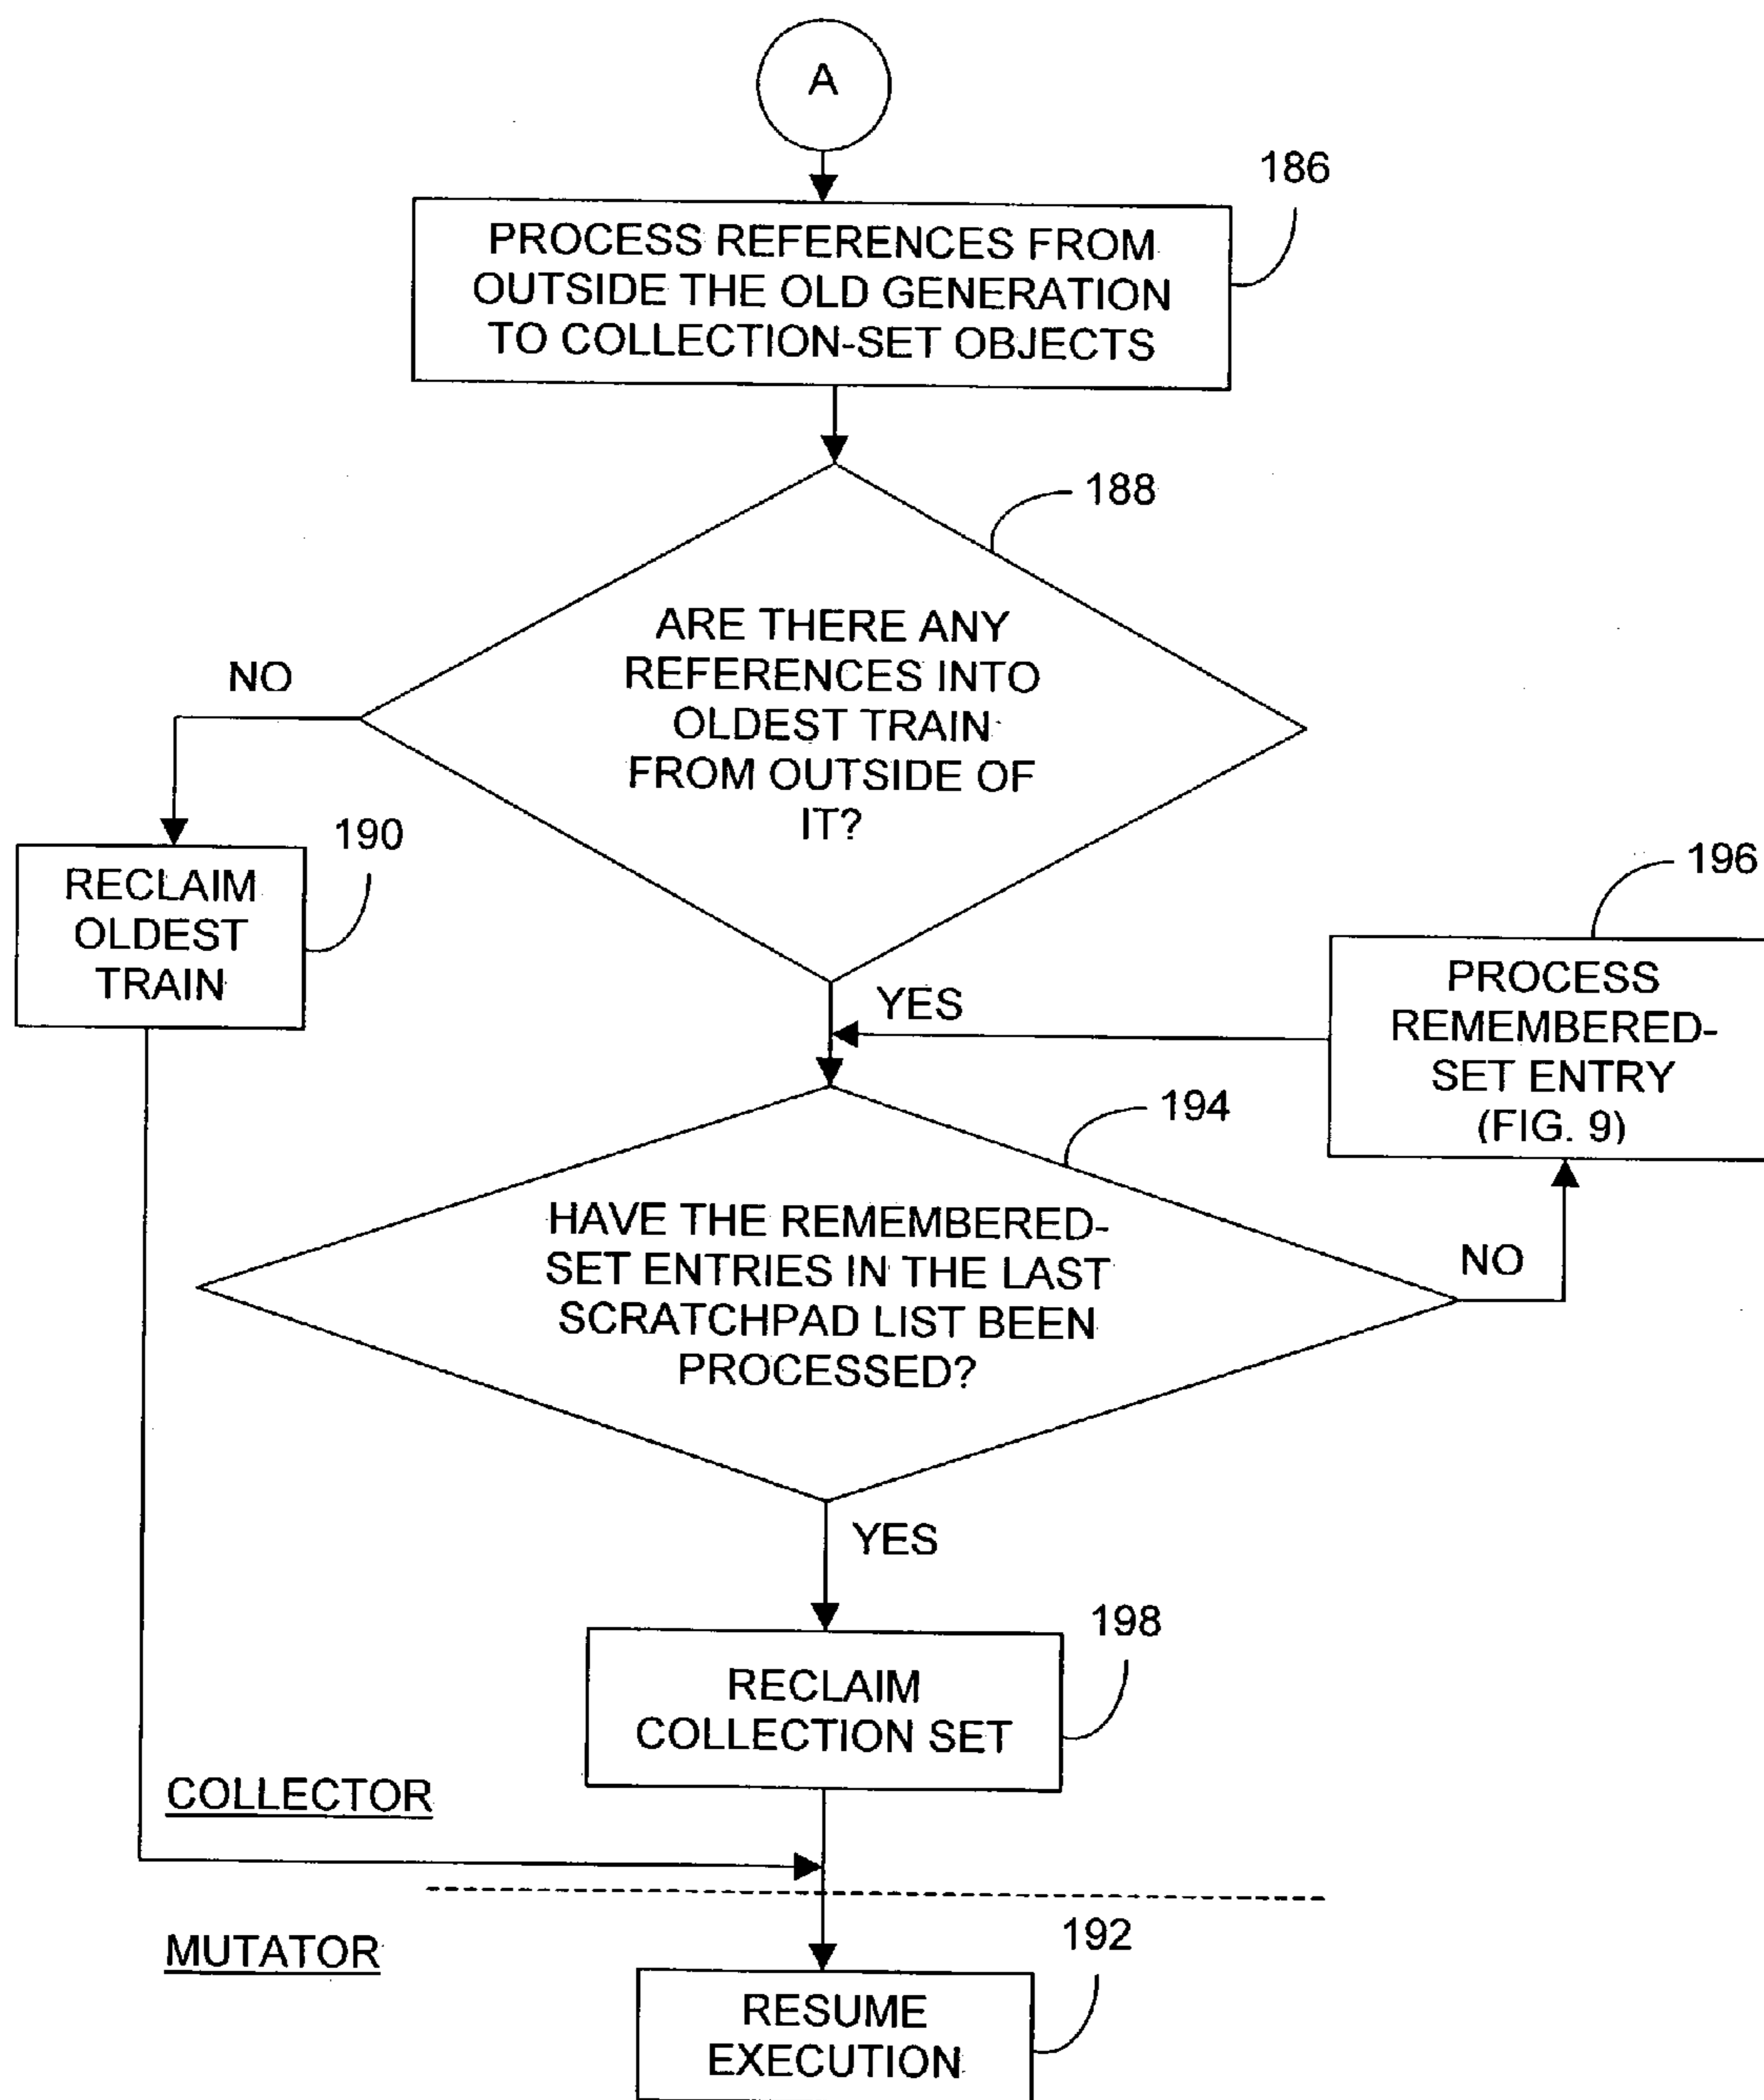 A
186
PROCESS REFERENCES FROM
OUTSIDE THE OLD GENERATION
TO COLLECTION-SET OBJECTS
188
ARE THERE ANY
REFERENCES INTO
OLDEST TRAIN
FROM OUTSIDE OF
IT?
NO
190
RECLAIM
OLDEST
TRAIN
YES
196
PROCESS
REMEMBERED-
SET ENTRY
(FIG. 9)
194
HAVE THE REMEMBERED-
SET ENTRIES IN THE LAST
SCRATCHPAD LIST BEEN
PROCESSED?
NO
YES
198
RECLAIM
COLLECTION SET
COLLECTOR
MUTATOR
192
RESUME
EXECUTION